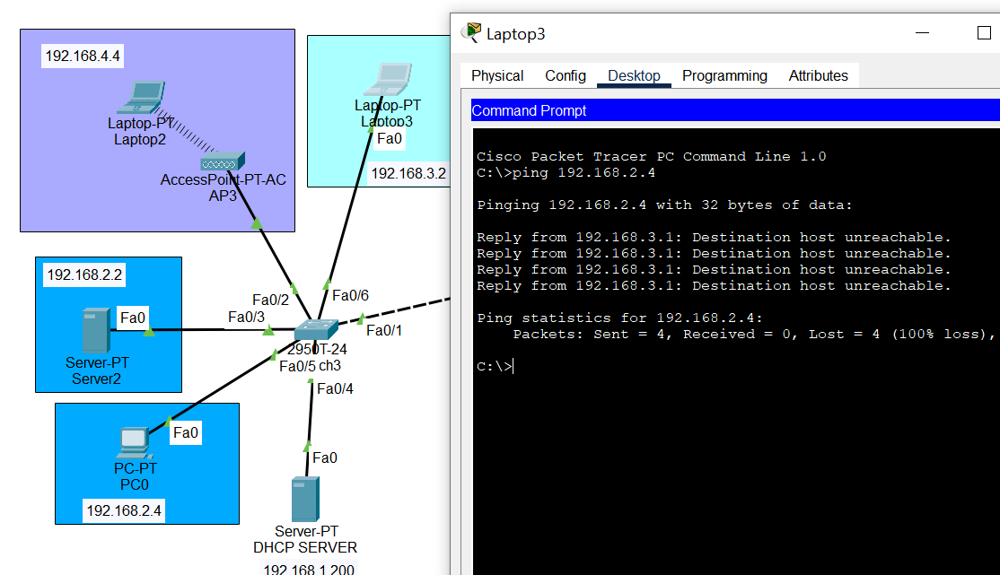 192.168.4.4
Laptop-PT
Laptop2
AccessPoint-PT-AC
AP3
Laptop-PT
Laptop3
Fa0
192.168.3.2
192.168.2.2
Fa0
Server-PT
Server2
Fa0/2
Fa0/3
Fa0/6
Fa0/1
2950T-24
Fa0/5 ch3
Fa0/4
Fa0
PC-PT
PC0
192.168.2.4
Fa0
Server-PT
DHCP SERVER
192.168.1.200
Laptop3
Physical Config Desktop Programming Attributes
Command Prompt
Cisco Packet Tracer PC Command Line 1.0
C:\>ping 192.168.2.4
Pinging 192.168.2.4 with 32 bytes of data:
Reply from 192.168.3.1: Destination host unreachable.
Reply from 192.168.3.1: Destination host unreachable.
Reply from 192.168.3.1: Destination host unreachable.
Reply from 192.168.3.1: Destination host unreachable.
Ping statistics for 192.168.2.4:
Packets: Sent = 4, Received = 0, Lost = 4 (100% loss),
C:\>